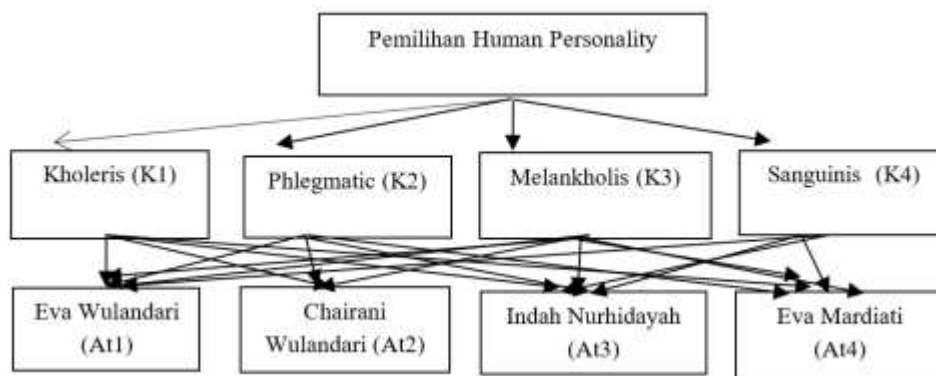 Pemilihan Human Personality
Kholeris (K1)
Phlegmatic (K2)
Melankholis (K3)
Sanguinis (K4)
Eva Wulandari
(At1)
Chairani
Wulandari (At2)
Indah Nurhidayah
(At3)
Eva Mardiati
(At4)